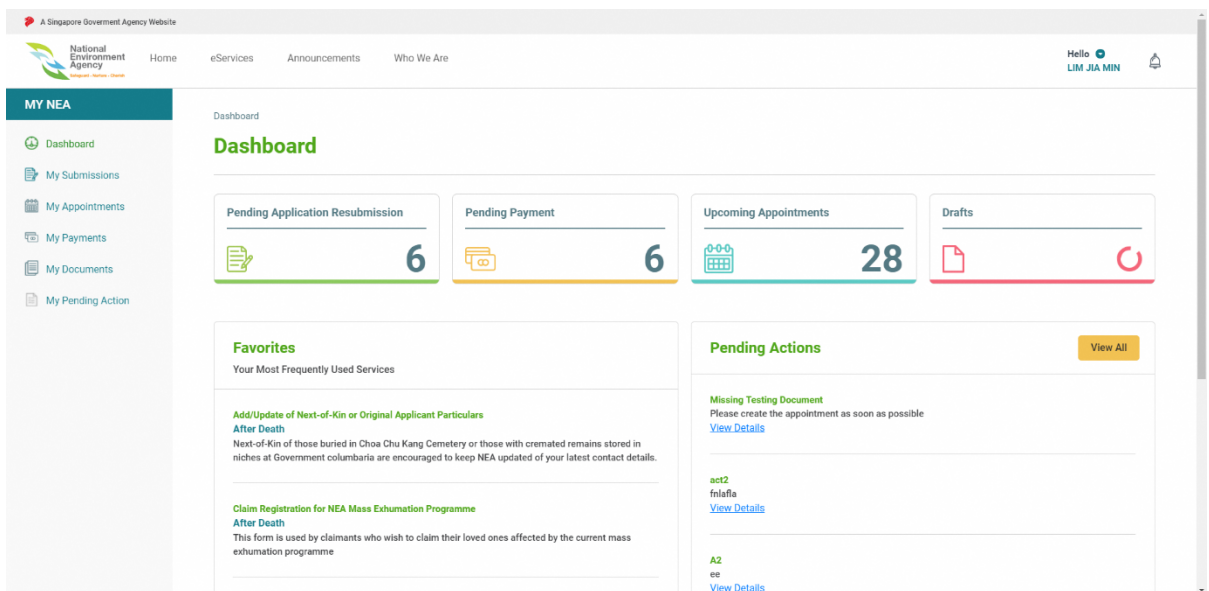 A Singapore Goverment Agency Website
National
Environment
Agency
Safeguard • Nurture • Cherish
Home eServices Announcements Who We Are
Hello
LIM JIA MIN
MY NEA
Dashboard
My Submissions
My Appointments
My Payments
My Documents
My Pending Action
Dashboard
Dashboard
Pending Application Resubmission
6
Pending Payment
6
Upcoming Appointments
28
Drafts
Favorites
Your Most Frequently Used Services
Add/Update of Next-of-Kin or Original Applicant Particulars
After Death
Next-of-Kin of those buried in Choa Chu Kang Cemetery or those with cremated remains stored in
niches at Government columbaria are encouraged to keep NEA updated of your latest contact details.
Claim Registration for NEA Mass Exhumation Programme
After Death
This form is used by claimants who wish to claim their loved ones affected by the current mass
exhumation programme
Pending Actions
View All
Missing Testing Document
Please create the appointment as soon as possible
View Details
act2
fnlafla
View Details
A2
ee
View Details